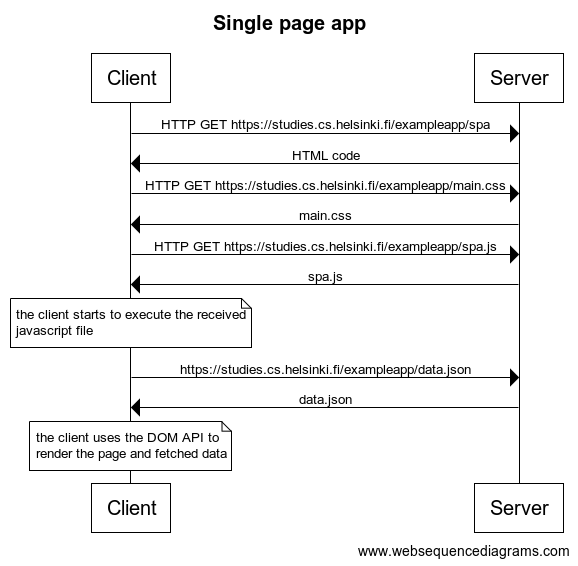 Single page app
Client
Server
HTTP GET https://studies.cs.helsinki.fi/exampleapp/spa
HTML code
HTTP GET https://studies.cs.helsinki.fi/exampleapp/main.css
main.css
HTTP GET https://studies.cs.helsinki.fi/exampleapp/spa.js
spa.js
the client starts to execute the received
javascript file
https://studies.cs.helsinki.fi/exampleapp/data.json
data.json
the client uses the DOM API to
render the page and fetched data
Client
Server
www.websequencediagrams.com